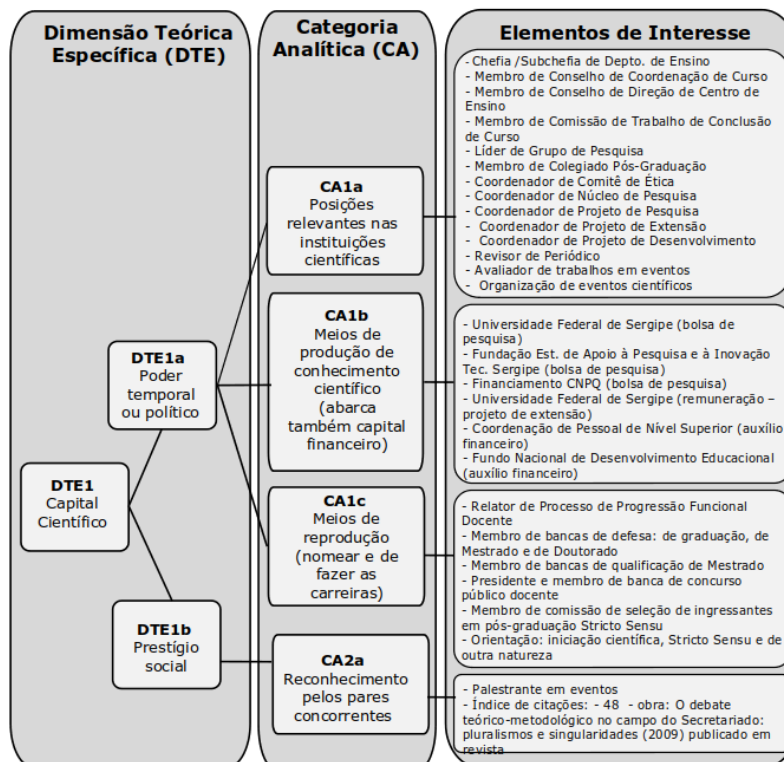 Dimensão Teórica
Específica (DTE)
Categoria
Analítica (CA)
Elementos de Interesse
DTE1
Capital
Científico
DTE1a
Poder
temporal
ou político
DTE1b
Prestígio
social
CA1a
Posições
relevantes nas
instituições
científicas
CA1b
Meios de
produção de
conhecimento
científico
(abarca
também capital
financeiro)
CA1c
Meios de
reprodução
(nomear e de
fazer as
carreiras)
CA2a
Reconhecimento
pelos pares
concorrentes
- Chefia /Subchefia de Depto. de Ensino
- Membro de Conselho de Coordenação de Curso
- Membro de Conselho de Direção de Centro de
Ensino
- Membro de Comissão de Trabalho de Conclusão
de Curso
- Líder de Grupo de Pesquisa
- Membro de Colegiado Pós-Graduação
- Coordenador de Comitê de Ética
- Coordenador de Núcleo de Pesquisa
- Coordenador de Projeto de Pesquisa
- Coordenador de Projeto de Extensão
- Coordenador de Projeto de Desenvolvimento
- Revisor de Periódico
- Avaliador de trabalhos em eventos
- Organização de eventos científicos
- Universidade Federal de Sergipe (bolsa de
pesquisa)
- Fundação Est. de Apoio à Pesquisa e à Inovação
Tec. Sergipe (bolsa de pesquisa)
- Financiamento CNPQ (bolsa de pesquisa)
- Universidade Federal de Sergipe (remuneração –
projeto de extensão)
- Coordenação de Pessoal de Nível Superior (auxílio
financeiro)
- Fundo Nacional de Desenvolvimento Educacional
(auxílio financeiro)
- Relator de Processo de Progressão Funcional
Docente
- Membro de bancas de defesa: de graduação, de
Mestrado e de Doutorado
- Membro de bancas de qualificação de Mestrado
- Presidente e membro de banca de concurso
público docente
- Membro de comissão de seleção de ingressantes
em pós-graduação Stricto Sensu
- Orientação: iniciação científica, Stricto Sensu e de
outra natureza
- Palestrante em eventos
- Índice de citações: - 48 - obra: O debate
teórico-metodológico no campo do Secretariado:
pluralismos e singularidades (2009) publicado em
revista